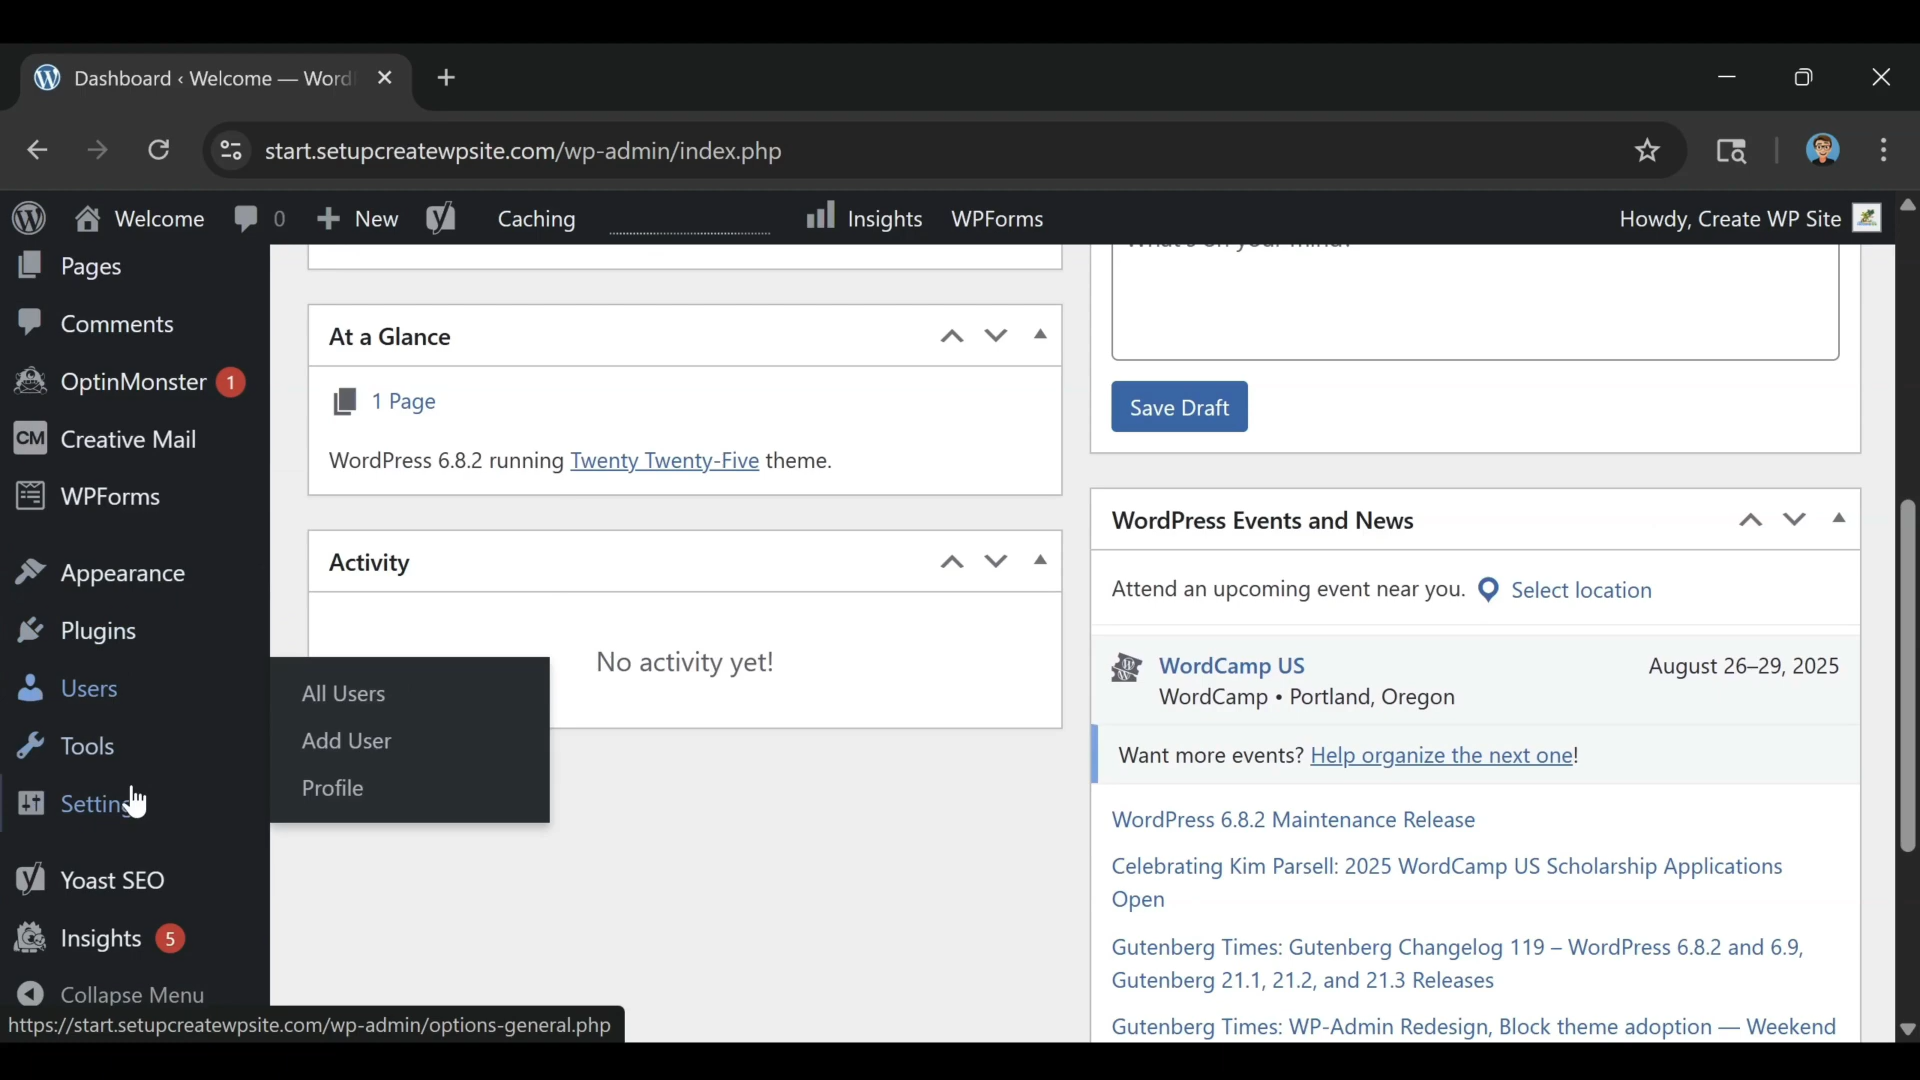 Dashboard ‹ Welcome — Word
start.setupcreatewpsite.com/wp-admin/index.php
Welcome 0 New Caching Insights WPForms Howdy, Create WP Site
Pages
Comments
OptinMonster 1
CM Creative Mail
WPForms
Appearance
Plugins
Users
Tools
Setting
Yoast SEO
Insights 5
Collapse Menu
https://start.setupcreatewpsite.com/wp-admin/options-general.php
All Users
Add User
Profile
At a Glance
1 Page
WordPress 6.8.2 running Twenty Twenty-Five theme.
Activity
No activity yet!
What's on your mind?
Save Draft
WordPress Events and News
Attend an upcoming event near you. Select location
WordCamp US August 26–29, 2025
WordCamp • Portland, Oregon
Want more events? Help organize the next one!
WordPress 6.8.2 Maintenance Release
Celebrating Kim Parsell: 2025 WordCamp US Scholarship Applications
Open
Gutenberg Times: Gutenberg Changelog 119 – WordPress 6.8.2 and 6.9,
Gutenberg 21.1, 21.2, and 21.3 Releases
Gutenberg Times: WP-Admin Redesign, Block theme adoption — Weekend